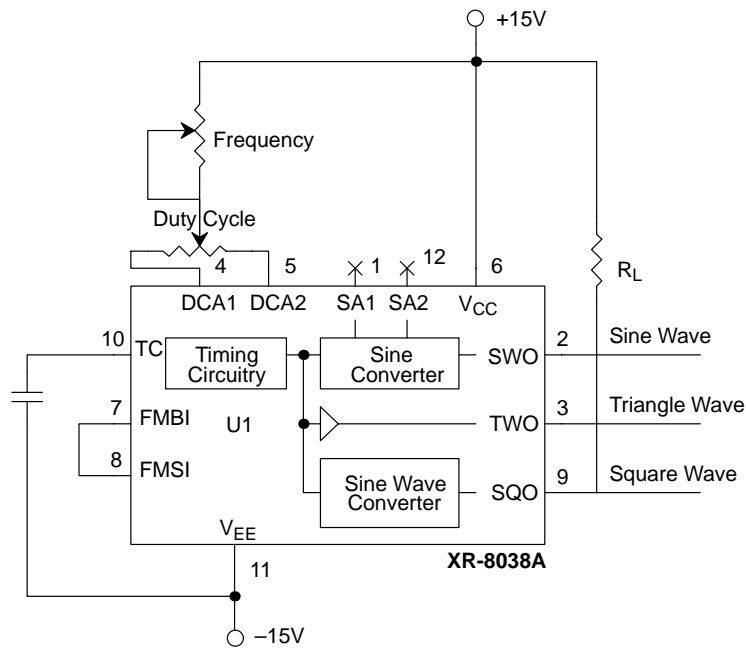 +15V
Frequency
Duty Cycle
4 5 1 12 6
DCA1 DCA2 SA1 SA2 VCC
RL
10 TC Timing Circuitry Sine Converter SWO 2 Sine Wave
7 FMBI U1 TWO 3 Triangle Wave
8 FMSI Sine Wave Converter SQO 9 Square Wave
VEE
XR-8038A
11
–15V